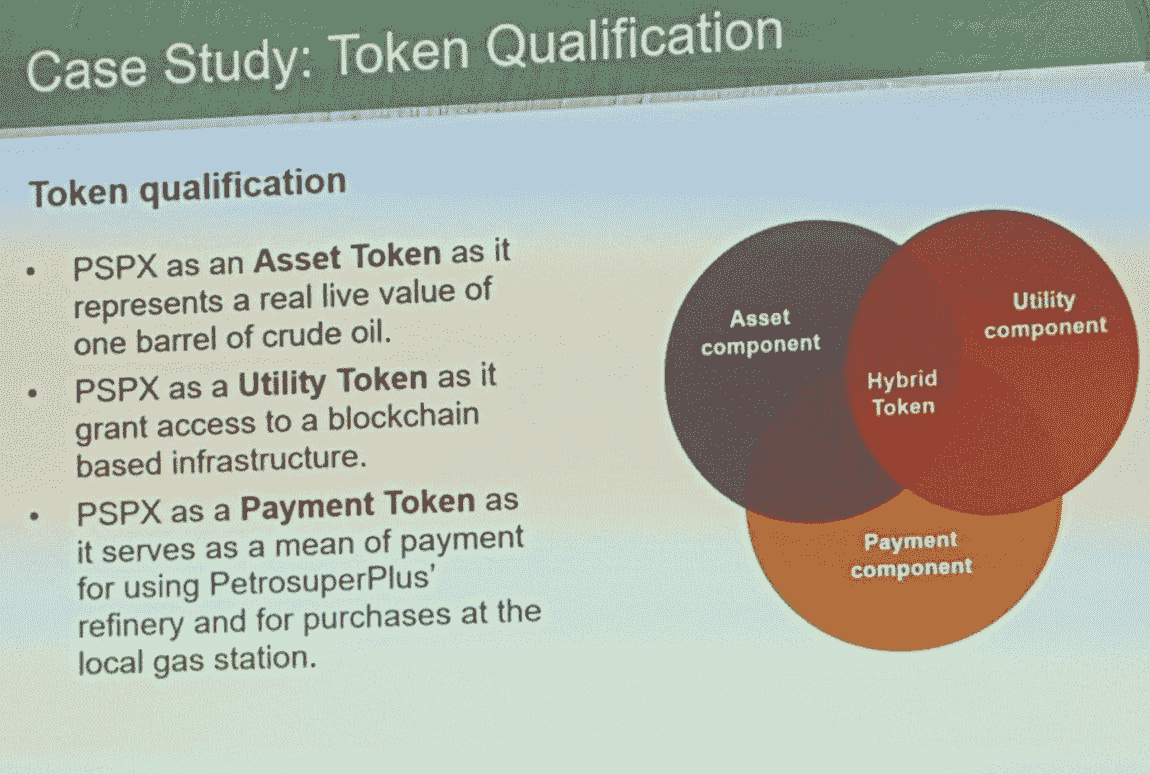 Case Study: Token Qualification
Token qualification
• PSPX as an Asset Token as it
represents a real live value of
one barrel of crude oil.
• PSPX as a Utility Token as it
grant access to a blockchain
based infrastructure.
• PSPX as a Payment Token as
it serves as a mean of payment
for using PetrosuperPlus'
refinery and for purchases at the
local gas station.
Asset
component
Utility
component
Hybrid
Token
Payment
component